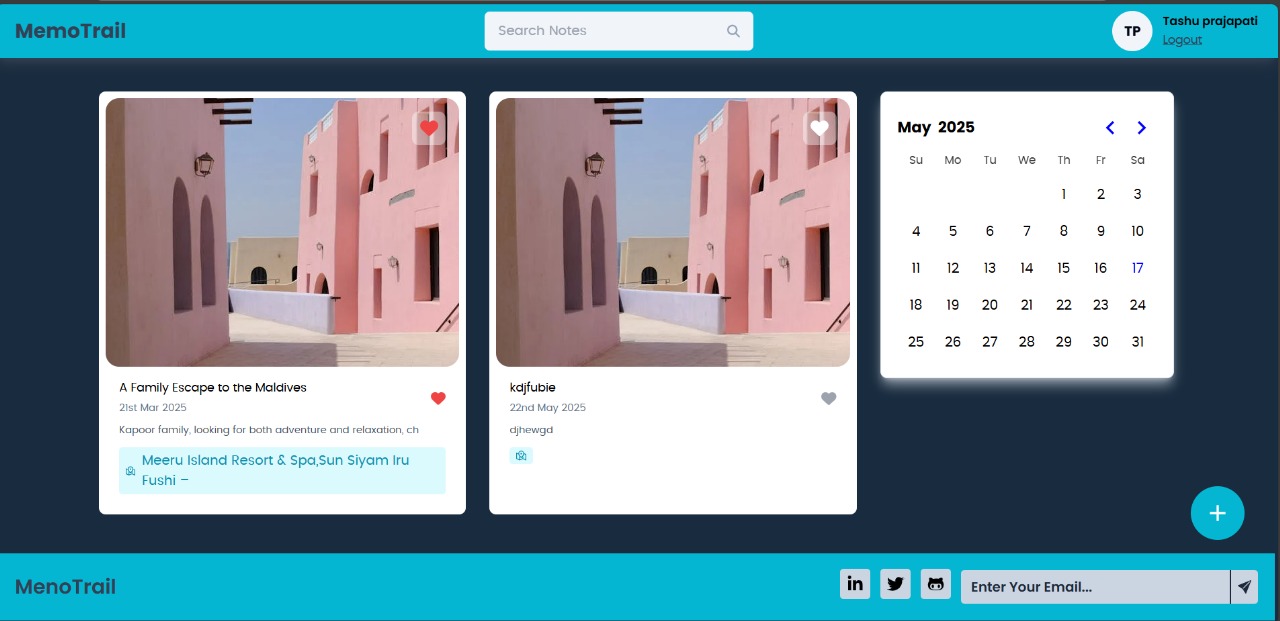 MemoTrail
Search Notes
TP
Tashu prajapati
Logout
A Family Escape to the Maldives
21st Mar 2025
Kapoor family, looking for both adventure and relaxation, ch
Meeru Island Resort & Spa,Sun Siyam Iru
Fushi –
kdjfubie
22nd May 2025
djhewgd
May 2025
Su Mo Tu We Th Fr Sa
1 2 3
4 5 6 7 8 9 10
11 12 13 14 15 16 17
18 19 20 21 22 23 24
25 26 27 28 29 30 31
MenoTrail
in
Enter Your Email...